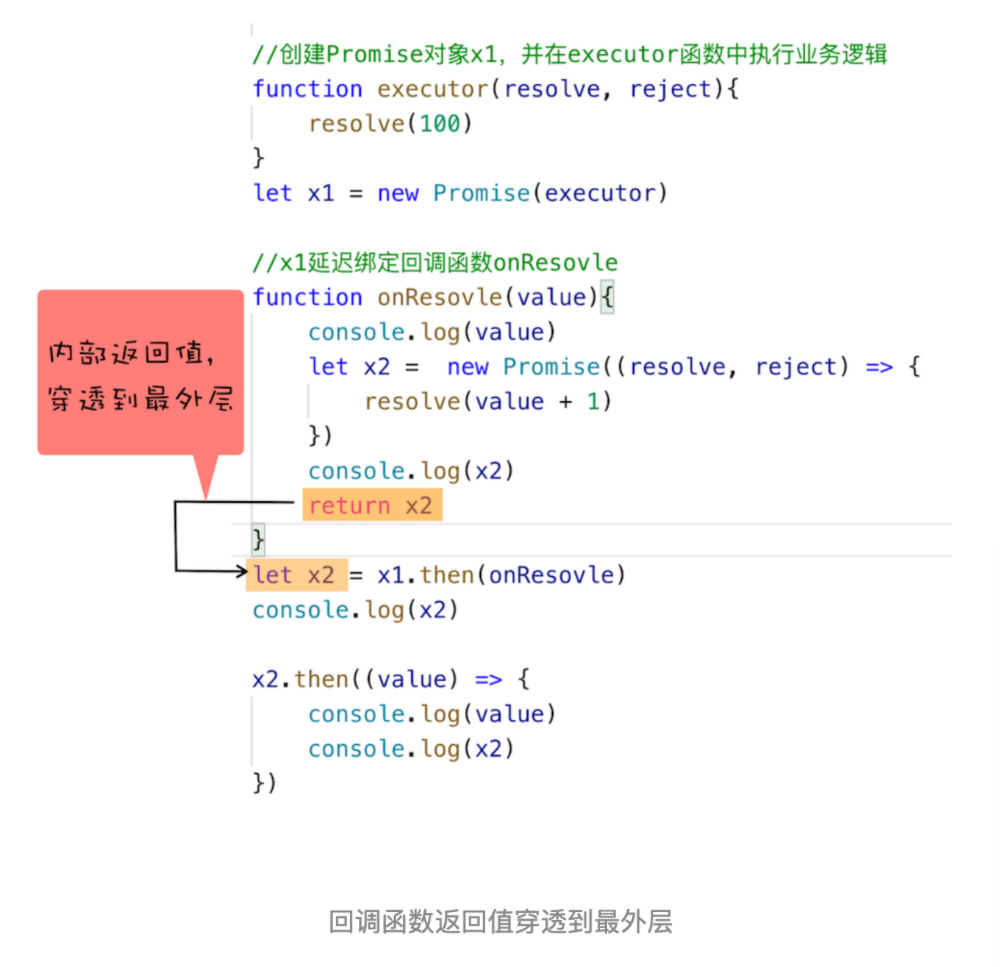 //创建Promise对象x1，并在executor函数中执行业务逻辑
function executor(resolve, reject){
    resolve(100)
}
let x1 = new Promise(executor)

//x1延迟绑定回调函数onResovle
function onResovle(value){
    console.log(value)
    let x2 =  new Promise((resolve, reject) => {
        resolve(value + 1)
    })
    console.log(x2)
    return x2
}
let x2 = x1.then(onResovle)
console.log(x2)

x2.then((value) => {
    console.log(value)
    console.log(x2)
})
内部返回值，
穿透到最外层
回调函数返回值穿透到最外层